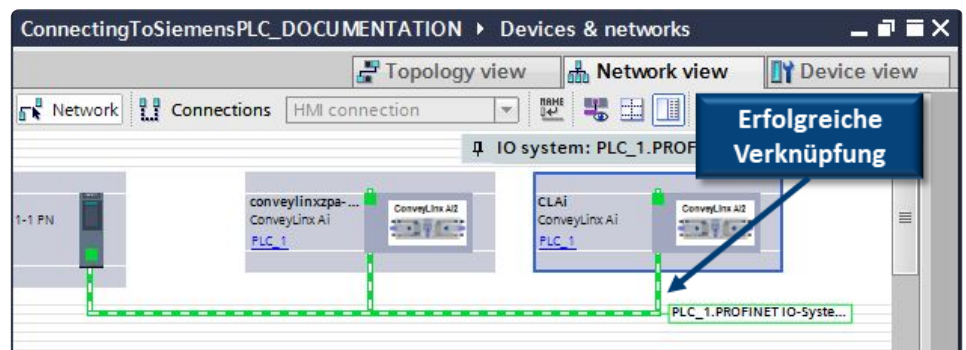 ConnectingToSiemensPLC_DOCUMENTATION ▸ Devices & networks
Topology view Network view Device view
Network Connections HMI connection
Erfolgreiche
Verknüpfung
IO system: PLC_1.PROF
1-1 PN
conveylinxzpa-...
ConveyLinx Ai
PLC_1
ConveyLinx Ai2
CLAi
ConveyLinx Ai
PLC_1
ConveyLinx Ai2
PLC_1.PROFINET IO-Syste...